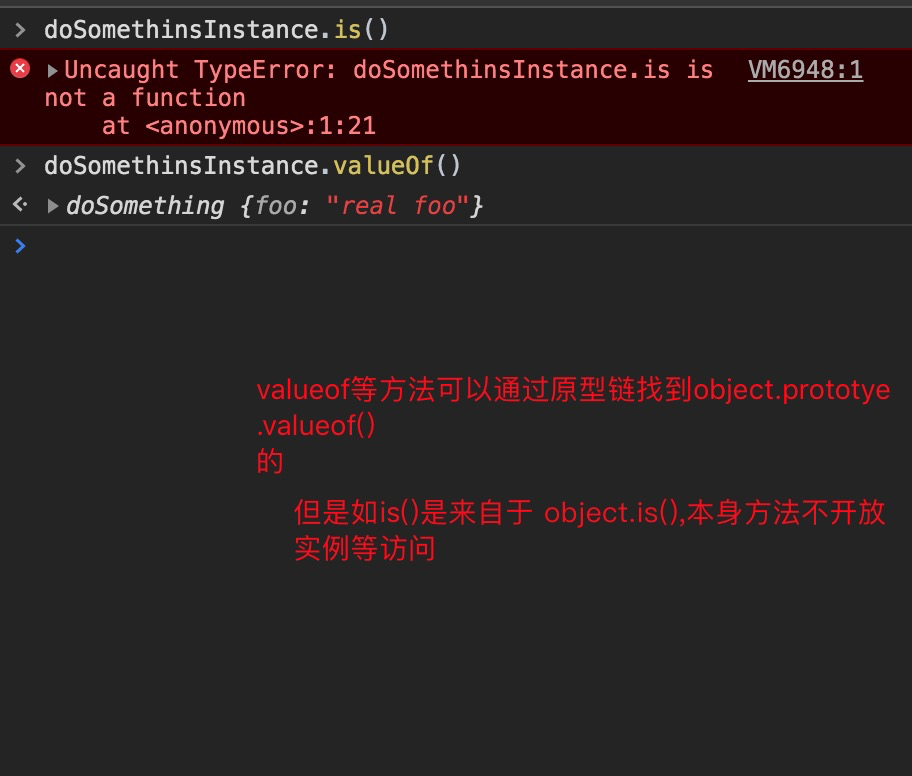 > doSomethinsInstance.is()
▶Uncaught TypeError: doSomethinsInstance.is is VM6948:1
not a function
at <anonymous>:1:21
> doSomethinsInstance.valueOf()
▶doSomething {foo: "real foo"}
>
valueof等方法可以通过原型链找到object.prototye
.valueof()
的
但是如is()是来自于 object.is(),本身方法不开放
实例等访问